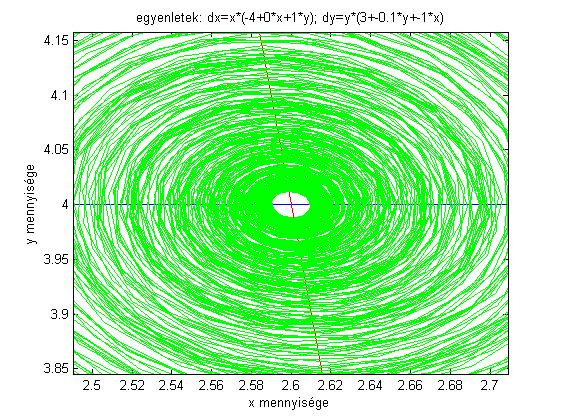 egyenletek: dx=x*(-4+0*x+1*y); dy=y*(3+-0.1*y+-1*x)
4.15
4.1
4.05
4
3.95
3.9
3.85
y mennyisége
2.5 2.52 2.54 2.56 2.58 2.6 2.62 2.64 2.66 2.68 2.7
x mennyisége